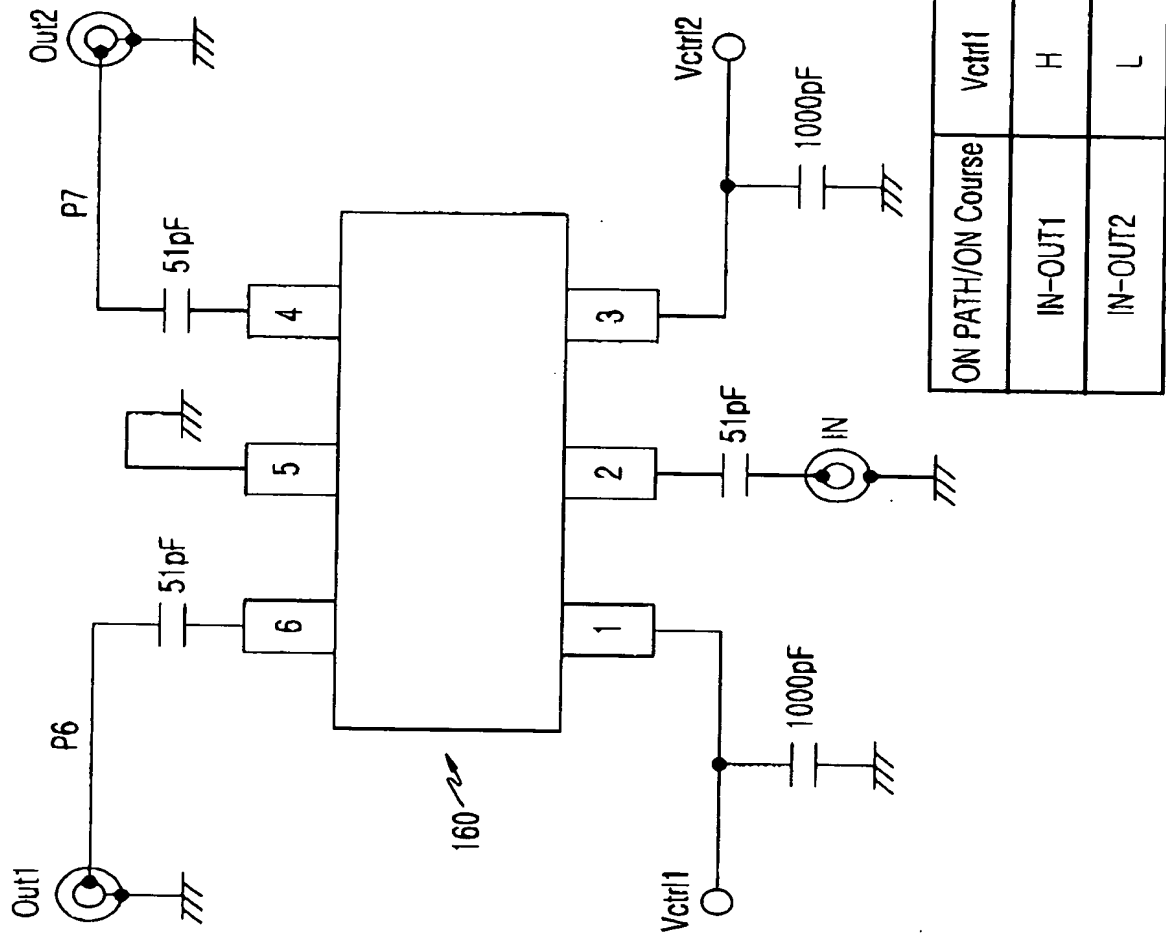 Out1
P6
51pF
6
5
51pF
P7
4
Out2
160
1
2
3
Vctrl1
1000pF
51pF
IN
Vctrl2
1000pF
ON PATH/ON Course Vctrl1
IN-OUT1 H
IN-OUT2 L